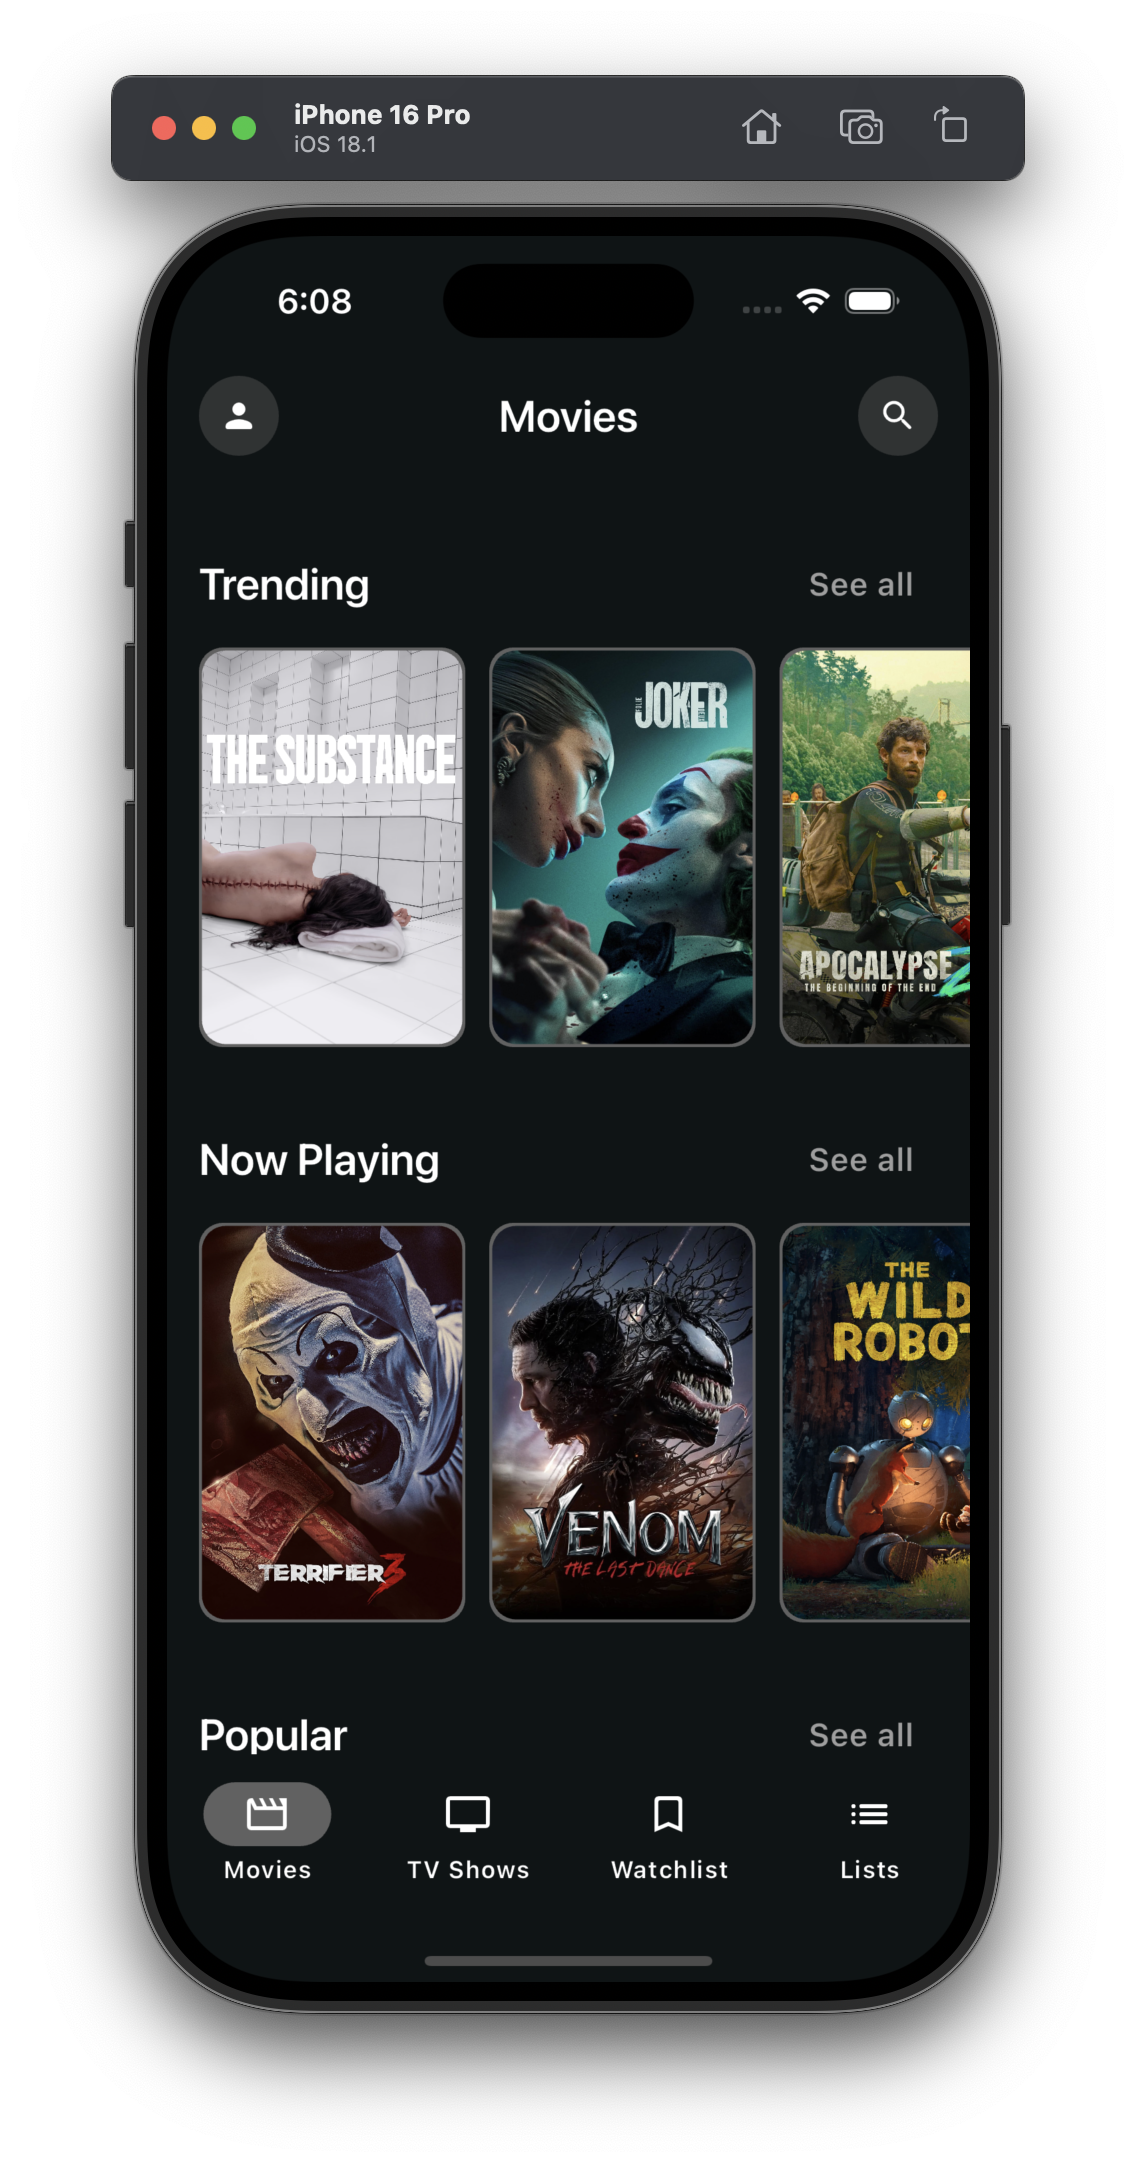 iPhone 16 Pro
iOS 18.1
6:08
Movies
Trending
See all
THE SUBSTANCE
JOKER
APOCALYPSE
THE BEGINNING OF THE END
Now Playing
See all
TERRIFIER 3
VENOM
THE LAST DANCE
THE
WILD
ROBOT
Popular
See all
Movies
TV Shows
Watchlist
Lists